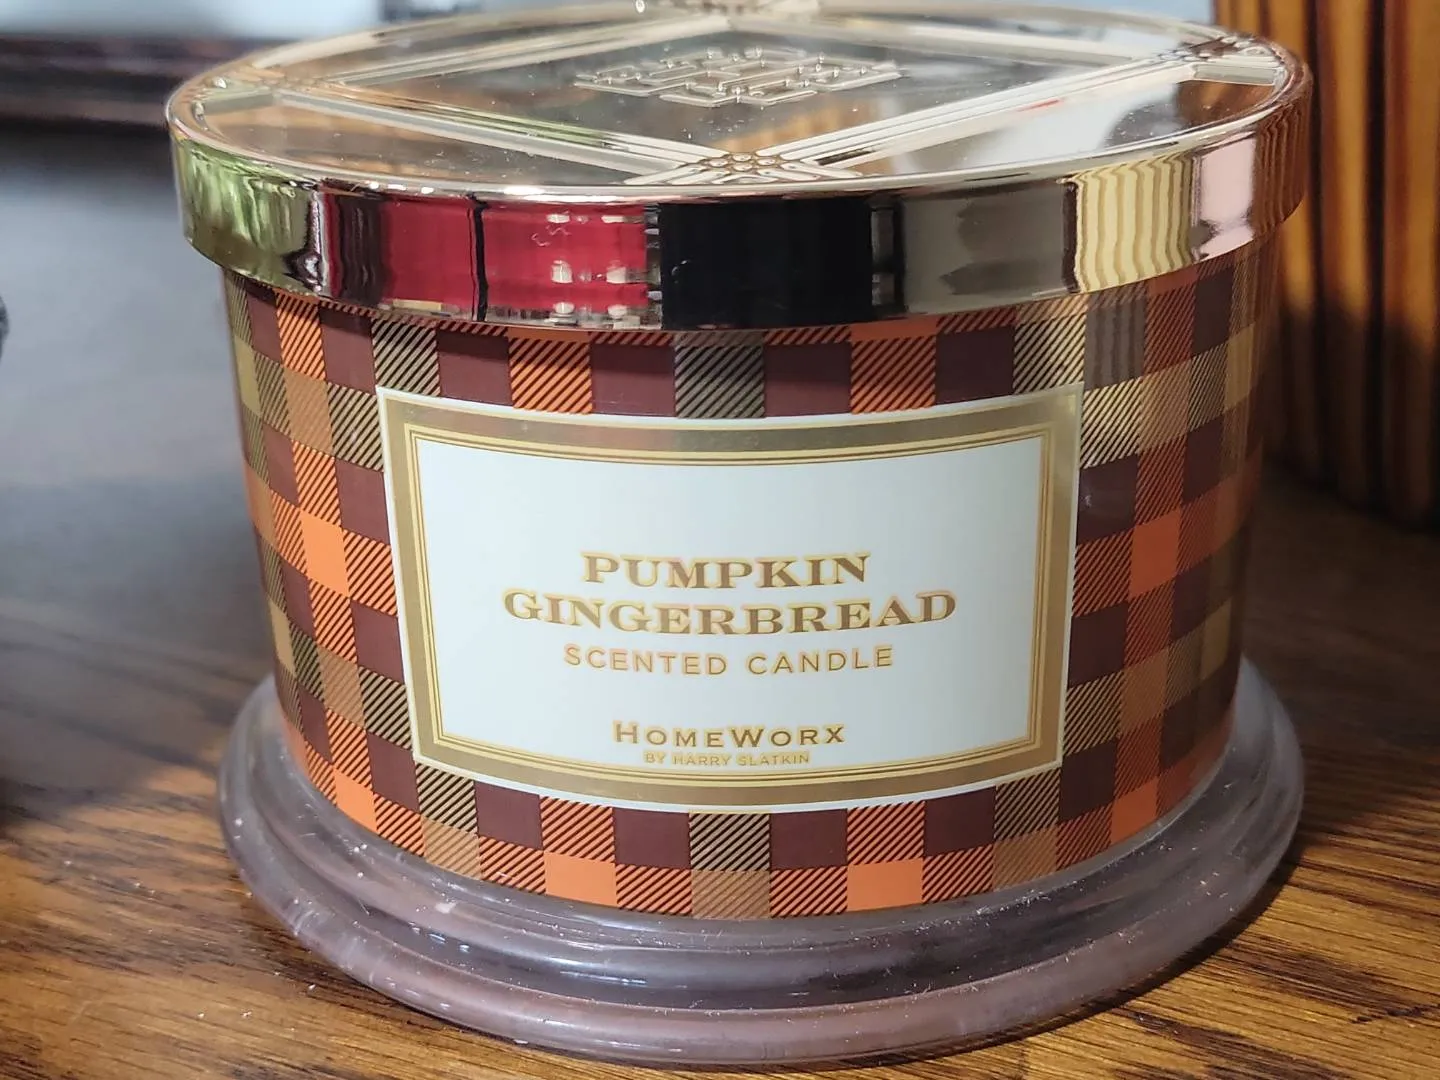 PUMPKIN
GINGERBREAD
SCENTED CANDLE
HOMEWORX
BY HARRY SLATKIN